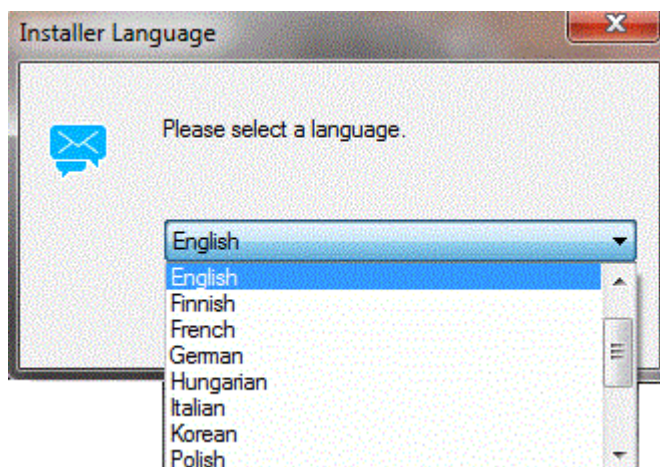 Installer Language
Please select a language.
English
English
Finnish
French
German
Hungarian
Italian
Korean
Polish